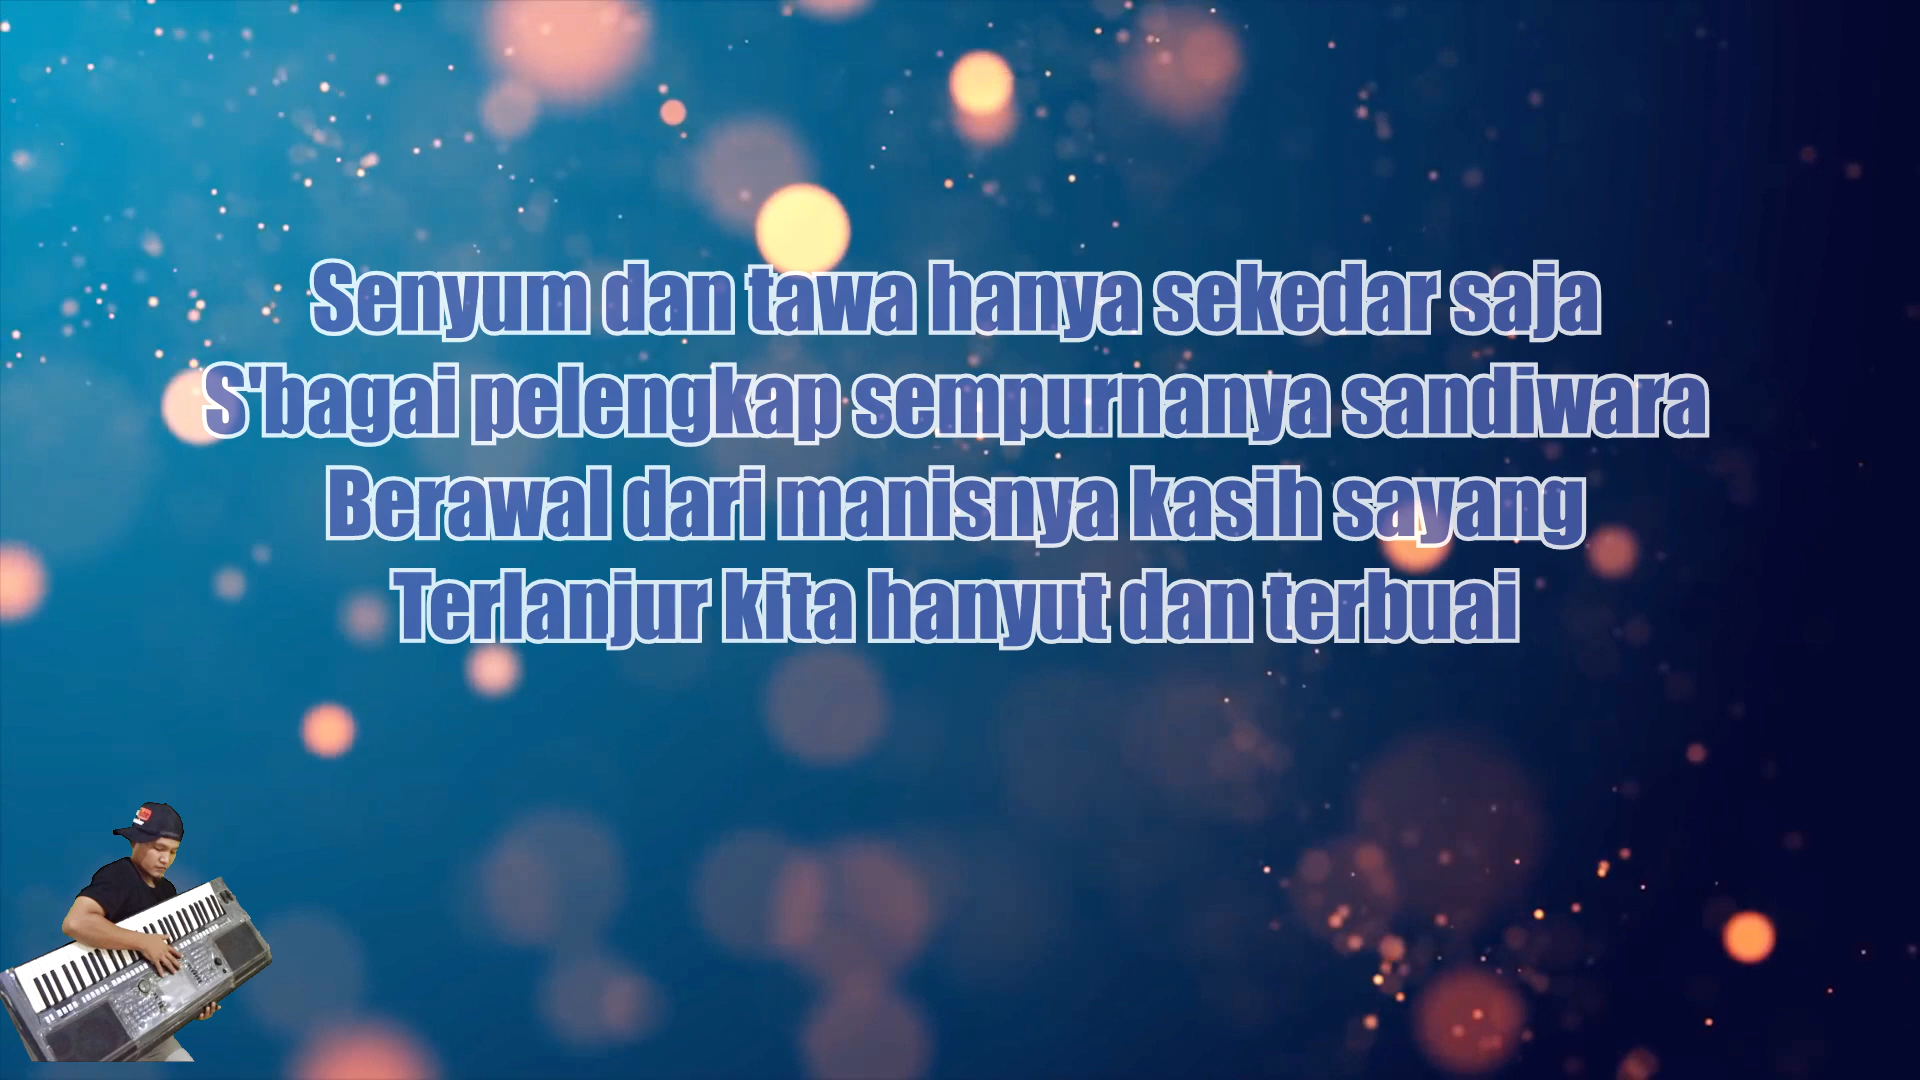 Senyum dan tawa hanya sekedar saja
S'bagai pelengkap sempurnanya sandiwara
Berawal dari manisnya kasih sayang
Terlanjur kita hanyut dan terbuai